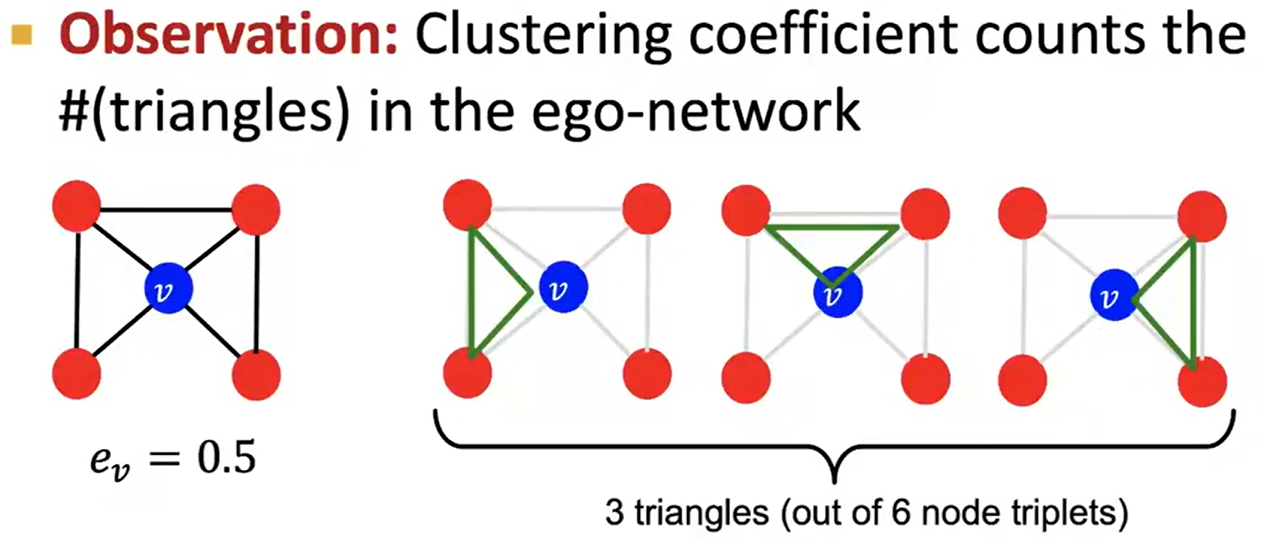 Observation: Clustering coefficient counts the
#(triangles) in the ego-network
v
v
v
v
e_v = 0.5
3 triangles (out of 6 node triplets)